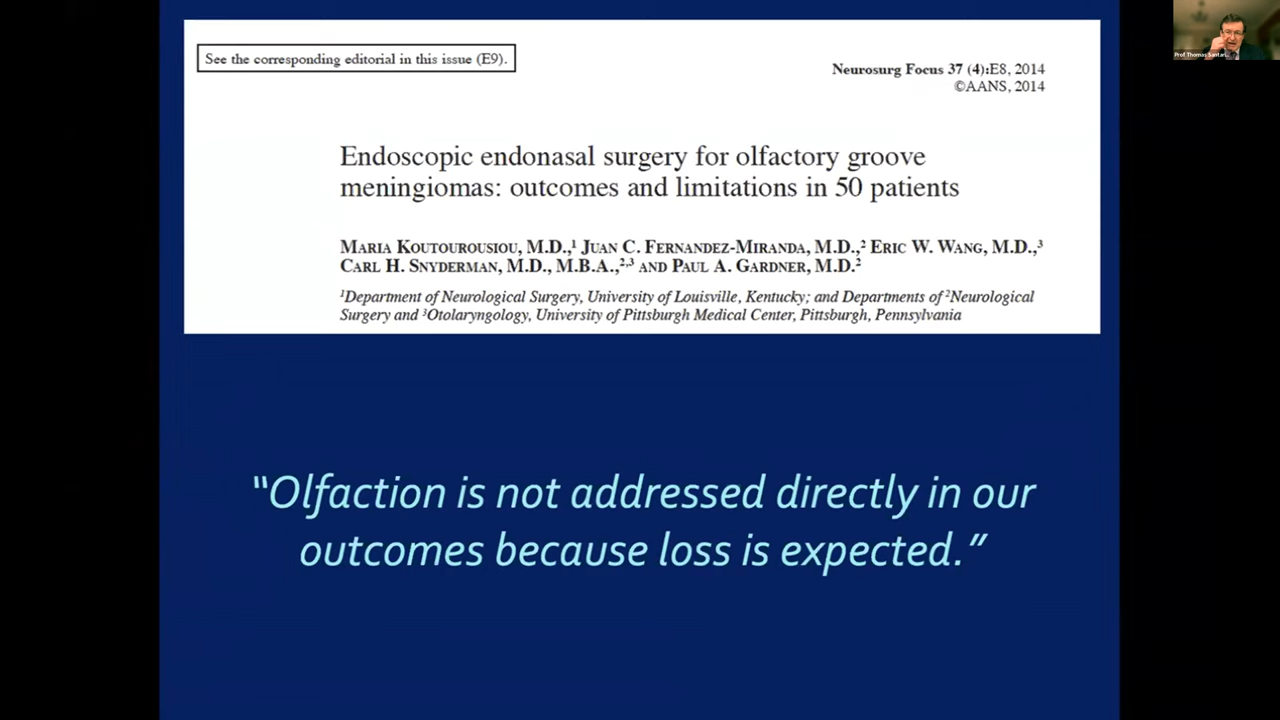 See the corresponding editorial in this issue (E9).
Neurosurg Focus 37 (4):E8, 2014
©AANS, 2014
Endoscopic endonasal surgery for olfactory groove
meningiomas: outcomes and limitations in 50 patients
MARIA KOUTOUROUSIOU, M.D.,¹ JUAN C. FERNANDEZ-MIRANDA, M.D.,² ERIC W. WANG, M.D.,³
CARL H. SNYDERMAN, M.D., M.B.A.,²,³ AND PAUL A. GARDNER, M.D.²
¹Department of Neurological Surgery, University of Louisville, Kentucky; and Departments of ²Neurological
Surgery and ³Otolaryngology, University of Pittsburgh Medical Center, Pittsburgh, Pennsylvania
“Olfaction is not addressed directly in our
outcomes because loss is expected.”
Prof Thomas